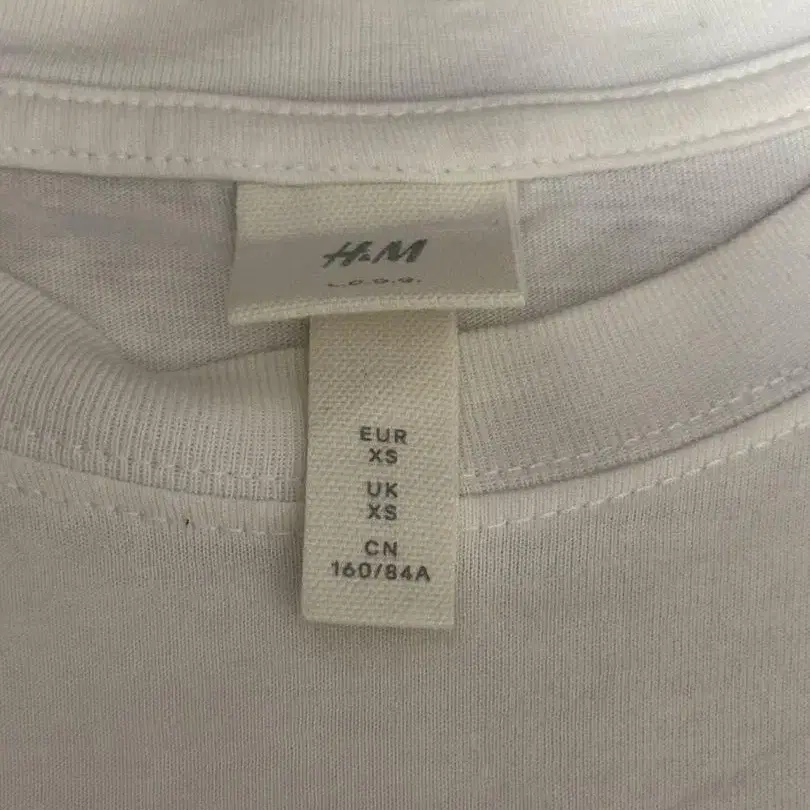 H&M
L.O.G.G.
EUR
XS
UK
XS
CN
160/84A